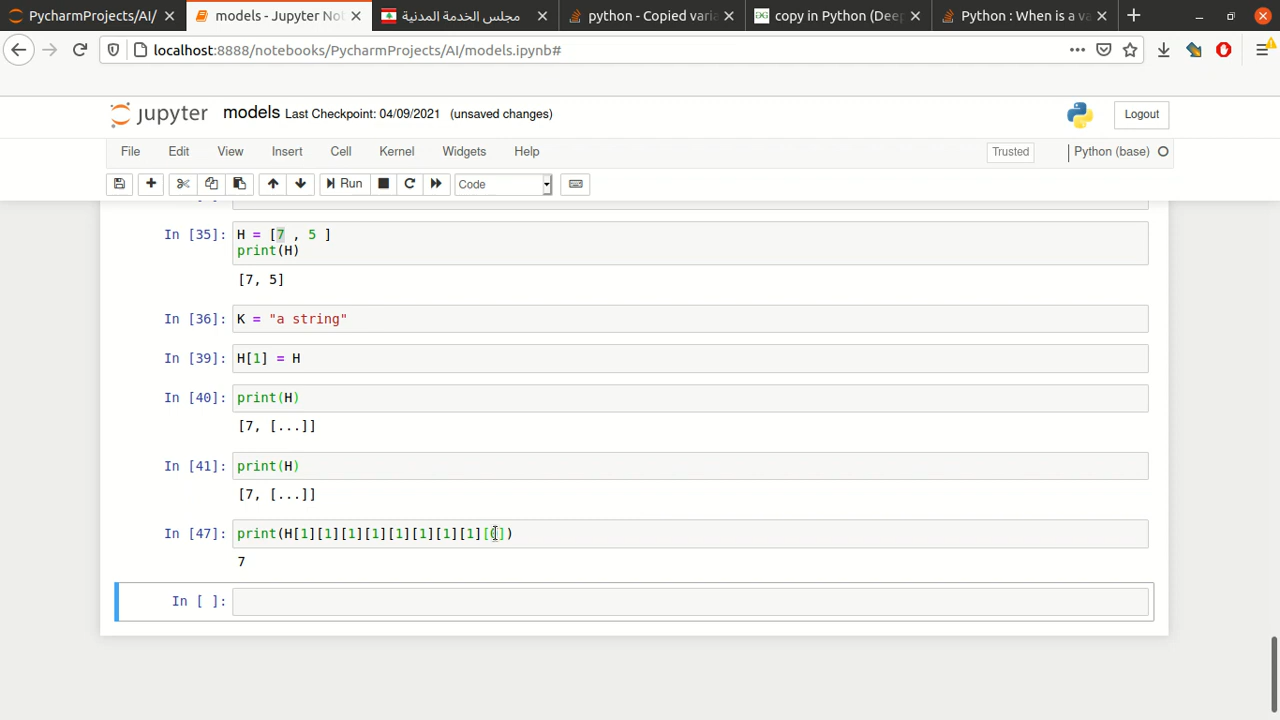 PycharmProjects/AI/
models - Jupyter Not
مجلس الخدمة المدنية
python - Copied varia
copy in Python (Deep
Python : When is a va
localhost:8888/notebooks/PycharmProjects/AI/models.ipynb#
jupyter models Last Checkpoint: 04/09/2021 (unsaved changes)
Logout
File Edit View Insert Cell Kernel Widgets Help
Trusted
Python (base)
Run
Code
In [35]: H = [7 , 5 ]
print(H)
[7, 5]
In [36]: K = "a string"
In [39]: H[1] = H
In [40]: print(H)
[7, [...]]
In [41]: print(H)
[7, [...]]
In [47]: print(H[1][1][1][1][1][1][1][1][0])
7
In [ ]: